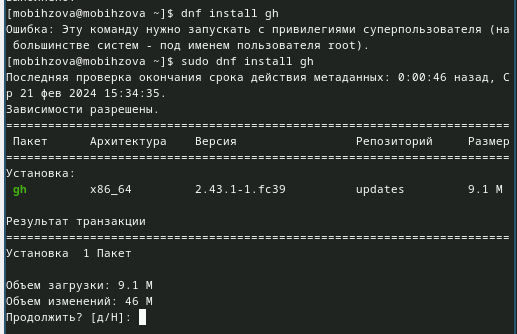 [mobihzova@mobihzova ~]$ dnf install gh
Ошибка: Эту команду нужно запускать с привилегиями суперпользователя (на
 большинстве систем - под именем пользователя root).
[mobihzova@mobihzova ~]$ sudo dnf install gh
Последняя проверка окончания срока действия метаданных: 0:00:46 назад, С
р 21 фев 2024 15:34:35.
Зависимости разрешены.
========================================================================
 Пакет      Архитектура    Версия                 Репозиторий     Размер
========================================================================
Установка:
 gh         x86_64         2.43.1-1.fc39          updates         9.1 M

Результат транзакции
========================================================================
Установка  1 Пакет

Объем загрузки: 9.1 M
Объем изменений: 46 M
Продолжить? [д/Н]: